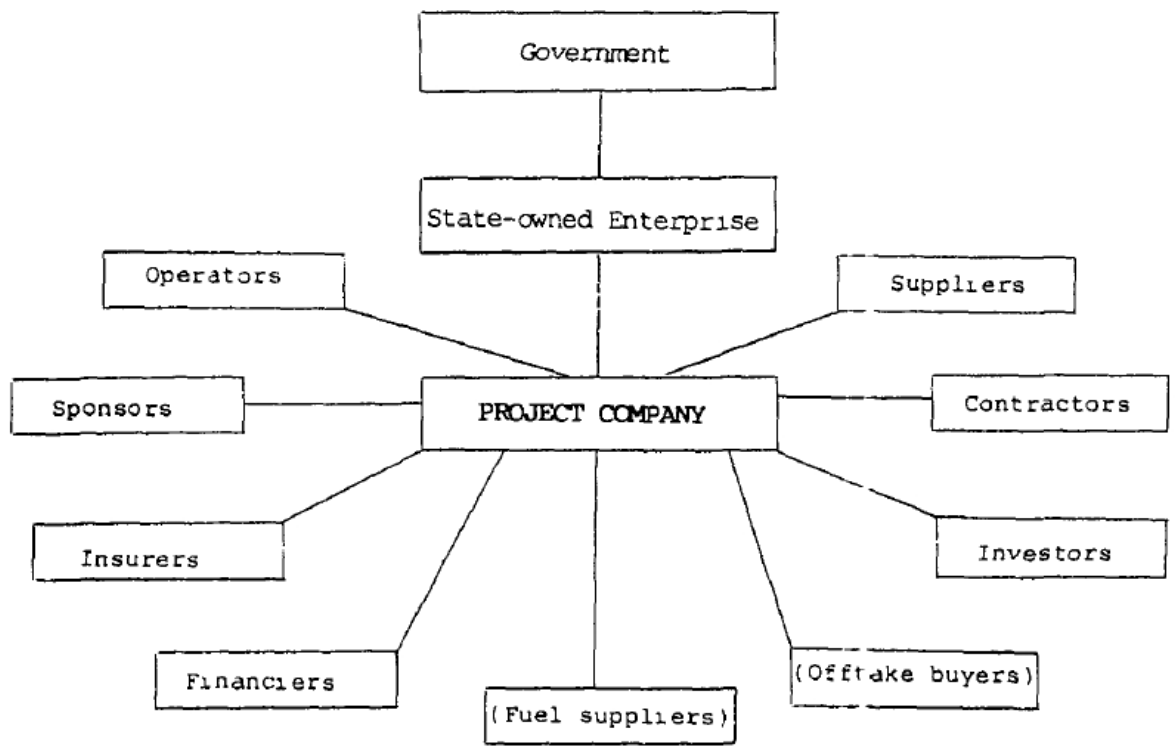 Government
State-owned Enterprise
Operators
Suppliers
Sponsors
PROJECT COMPANY
Contractors
Insurers
Investors
Financiers
(Fuel suppliers)
(Offtake buyers)